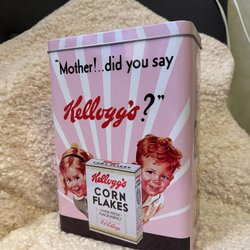 "Mother!..did you say
Kellogg's?"
Kellogg's
CORN
FLAKES